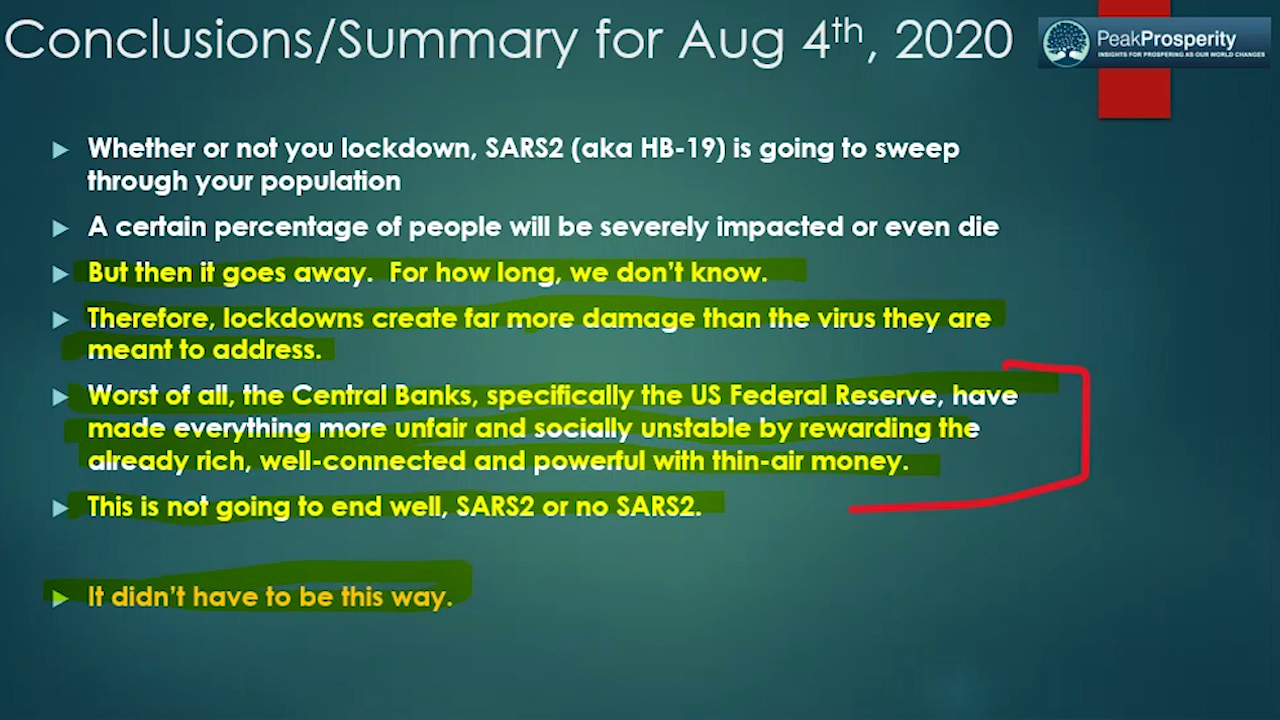 Conclusions/Summary for Aug 4th, 2020
PeakProsperity
INSIGHTS FOR PROSPERING AS OUR WORLD CHANGES
Whether or not you lockdown, SARS2 (aka HB-19) is going to sweep
through your population
A certain percentage of people will be severely impacted or even die
But then it goes away. For how long, we don't know.
Therefore, lockdowns create far more damage than the virus they are
meant to address.
Worst of all, the Central Banks, specifically the US Federal Reserve, have
made everything more unfair and socially unstable by rewarding the
already rich, well-connected and powerful with thin-air money.
This is not going to end well, SARS2 or no SARS2.
It didn't have to be this way.